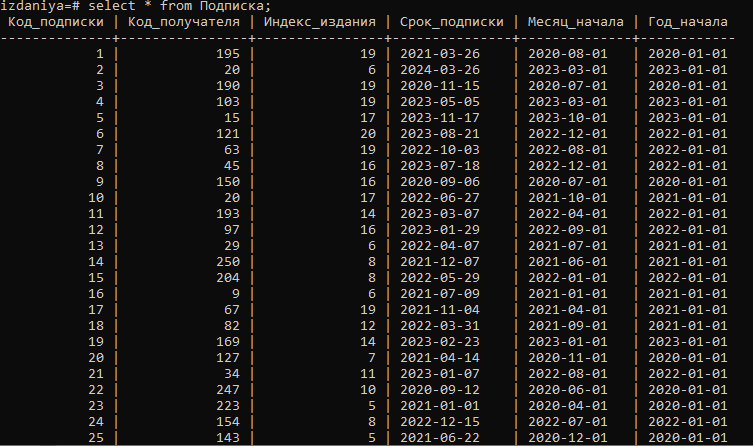 izdaniya=# select * from Подписка;
Код_подписки | Код_получателя | Индекс_издания | Срок_подписки | Месяц_начала | Год_начала
--------------+----------------+----------------+---------------+--------------+------------
1 | 195 | 19 | 2021-03-26 | 2020-08-01 | 2020-01-01
2 | 20 | 6 | 2024-03-26 | 2023-03-01 | 2023-01-01
3 | 190 | 19 | 2020-11-15 | 2020-07-01 | 2020-01-01
4 | 103 | 19 | 2023-05-05 | 2023-03-01 | 2023-01-01
5 | 15 | 17 | 2023-11-17 | 2023-10-01 | 2023-01-01
6 | 121 | 20 | 2023-08-21 | 2022-12-01 | 2022-01-01
7 | 63 | 19 | 2022-10-03 | 2022-08-01 | 2022-01-01
8 | 45 | 16 | 2023-07-18 | 2022-12-01 | 2022-01-01
9 | 150 | 16 | 2020-09-06 | 2020-07-01 | 2020-01-01
10 | 20 | 17 | 2022-06-27 | 2021-10-01 | 2021-01-01
11 | 193 | 14 | 2023-03-07 | 2022-04-01 | 2022-01-01
12 | 97 | 16 | 2023-01-29 | 2022-09-01 | 2022-01-01
13 | 29 | 6 | 2022-04-07 | 2021-07-01 | 2021-01-01
14 | 250 | 8 | 2021-12-07 | 2021-06-01 | 2021-01-01
15 | 204 | 8 | 2022-05-29 | 2022-01-01 | 2022-01-01
16 | 9 | 6 | 2021-07-09 | 2021-01-01 | 2021-01-01
17 | 67 | 19 | 2021-11-04 | 2021-04-01 | 2021-01-01
18 | 82 | 12 | 2022-03-31 | 2021-09-01 | 2021-01-01
19 | 169 | 14 | 2023-02-23 | 2023-01-01 | 2023-01-01
20 | 127 | 7 | 2021-04-14 | 2020-11-01 | 2020-01-01
21 | 34 | 11 | 2023-01-07 | 2022-08-01 | 2022-01-01
22 | 247 | 10 | 2020-09-12 | 2020-06-01 | 2020-01-01
23 | 223 | 5 | 2021-01-01 | 2020-04-01 | 2020-01-01
24 | 154 | 8 | 2022-12-15 | 2022-07-01 | 2022-01-01
25 | 143 | 5 | 2021-06-22 | 2020-12-01 | 2020-01-01